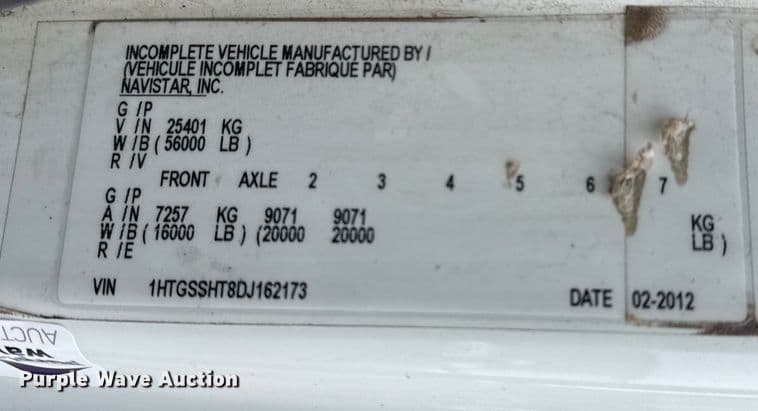 INCOMPLETE VEHICLE MANUFACTURED BY /
(VEHICULE INCOMPLET FABRIQUE PAR)
NAVISTAR, INC.
G /P
V /N 25401 KG
W /B ( 56000 LB )
R /V
FRONT AXLE 2 3 4 5 6 7
G /P
A /N 7257 KG 9071 9071 KG
W /B ( 16000 LB ) (20000 20000 LB )
R /E
VIN 1HTGSSHT8DJ162173 DATE 02-2012
AUCT
Wav
Purple Wave Auction